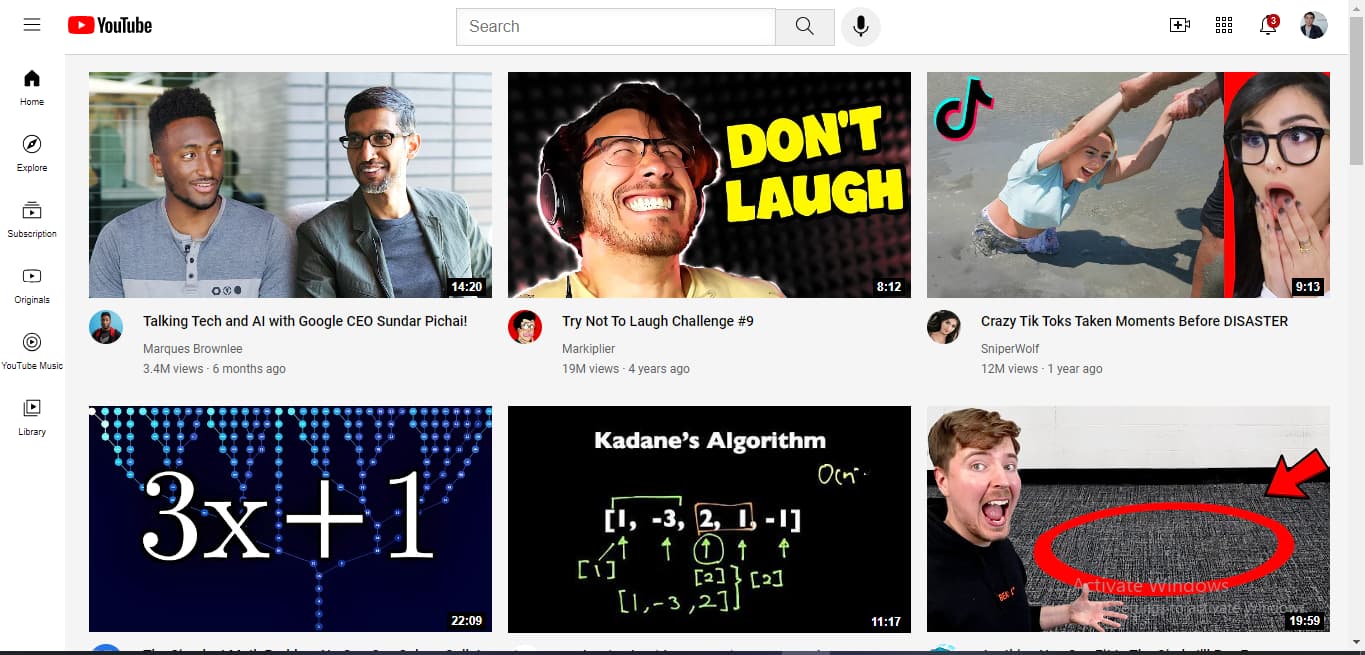 YouTube
Search
3
Home
Explore
Subscription
Originals
YouTube Music
Library
14:20
DON'T
LAUGH
8:12
9:13
Talking Tech and AI with Google CEO Sundar Pichai!
Marques Brownlee
3.4M views · 6 months ago
Try Not To Laugh Challenge #9
Markiplier
19M views · 4 years ago
Crazy Tik Toks Taken Moments Before DISASTER
SniperWolf
12M views · 1 year ago
3x+1
22:09
Kadane's Algorithm
[1, -3, 2, 1, -1]
[1]
[2]
[2]
[1,-3,2]
11:17
Activate Windows
to activate Windows.
19:59